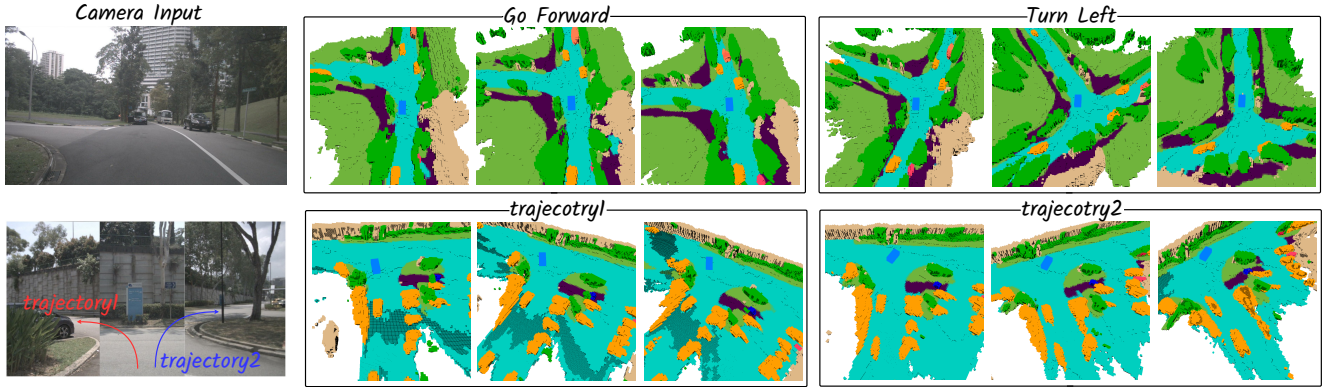 Camera Input
Go Forward
Turn Left
trajecotry1
trajecotry2
trajectory1
trajectory2